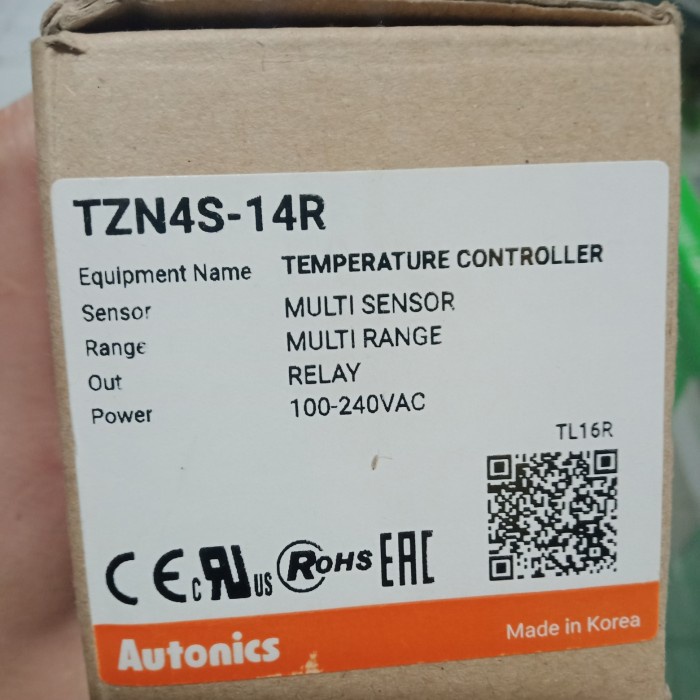 TZN4S-14R
Equipment Name TEMPERATURE CONTROLLER
Sensor MULTI SENSOR
Range MULTI RANGE
Out RELAY
Power 100-240VAC
TL16R
CE c RU us RoHS EAC
Autonics Made in Korea